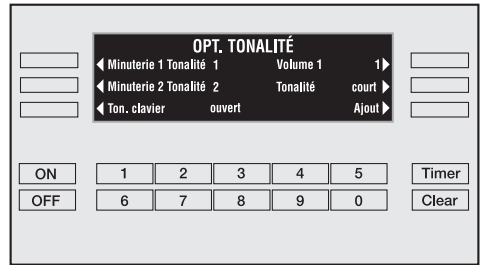 OPT. TONALITÉ
Minuterie 1 Tonalité 1 Volume 1 1
Minuterie 2 Tonalité 2 Tonalité court
Ton. clavier ouvert Ajout
ON 1 2 3 4 5 Timer
OFF 6 7 8 9 0 Clear